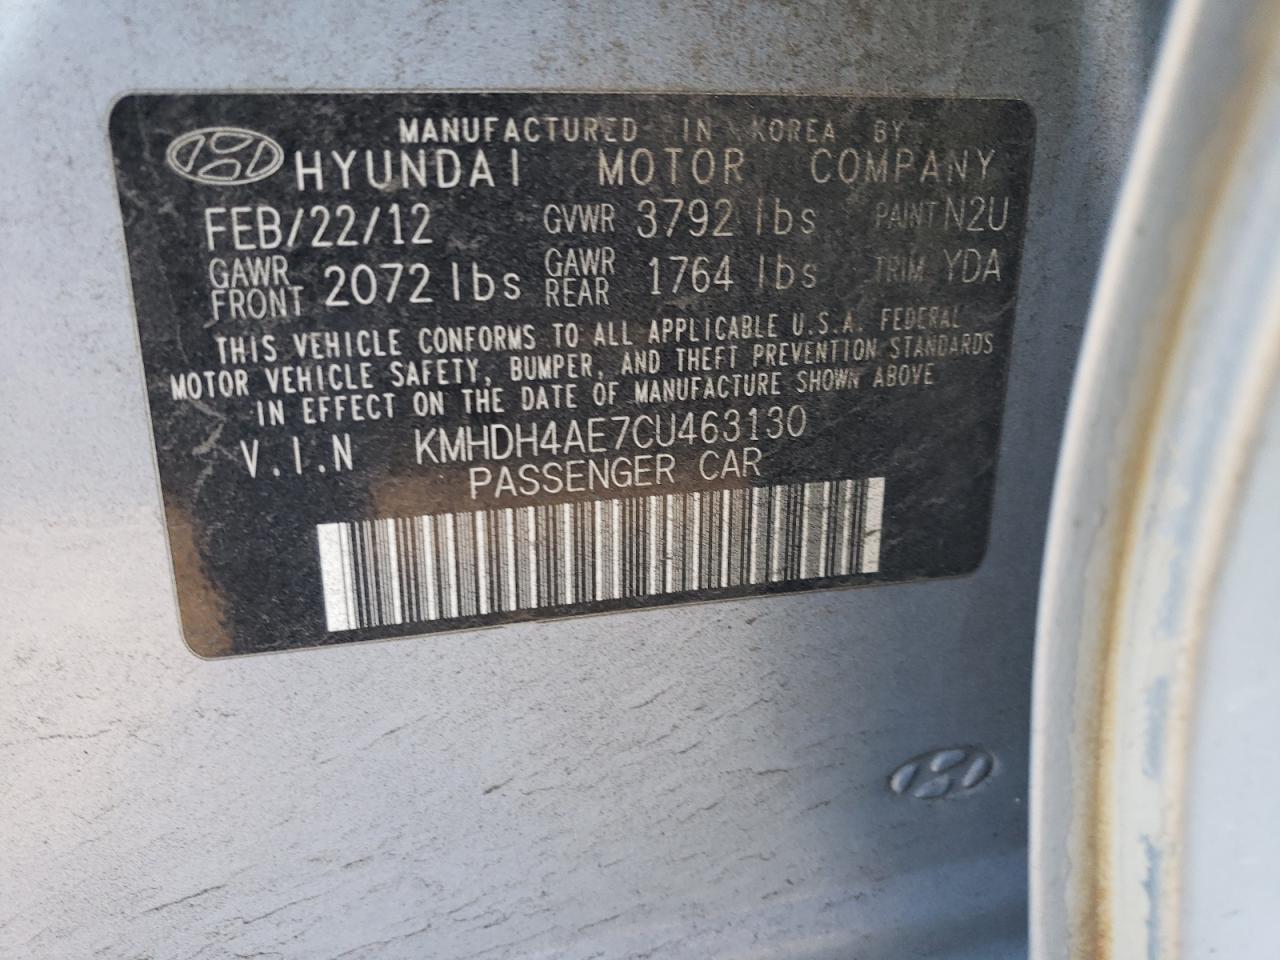 MANUFACTURED IN KOREA BY
HYUNDAI MOTOR COMPANY
FEB/22/12 GVWR 3792 lbs PAINT N2U
GAWR FRONT 2072 lbs GAWR REAR 1764 lbs TRIM YDA
THIS VEHICLE CONFORMS TO ALL APPLICABLE U.S.A. FEDERAL
MOTOR VEHICLE SAFETY, BUMPER, AND THEFT PREVENTION STANDARDS
IN EFFECT ON THE DATE OF MANUFACTURE SHOWN ABOVE
V.I.N KMHDH4AE7CU463130
PASSENGER CAR